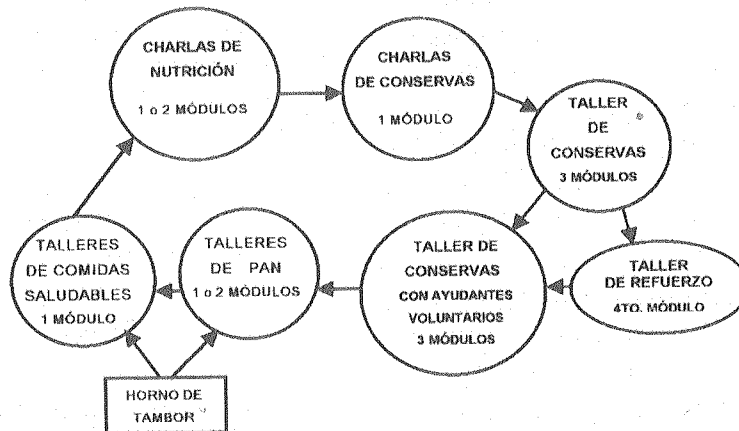 CHARLAS DE
NUTRICIÓN
1 o 2 MÓDULOS
CHARLAS
DE CONSERVAS
1 MÓDULO
TALLER
DE
CONSERVAS
3 MÓDULOS
TALLER
DE REFUERZO
4TO. MÓDULO
TALLER DE
CONSERVAS
CON AYUDANTES
VOLUNTARIOS
3 MÓDULOS
TALLERES
DE PAN
1 o 2 MÓDULOS
TALLERES
DE COMIDAS
SALUDABLES
1 MÓDULO
HORNO DE
TAMBOR